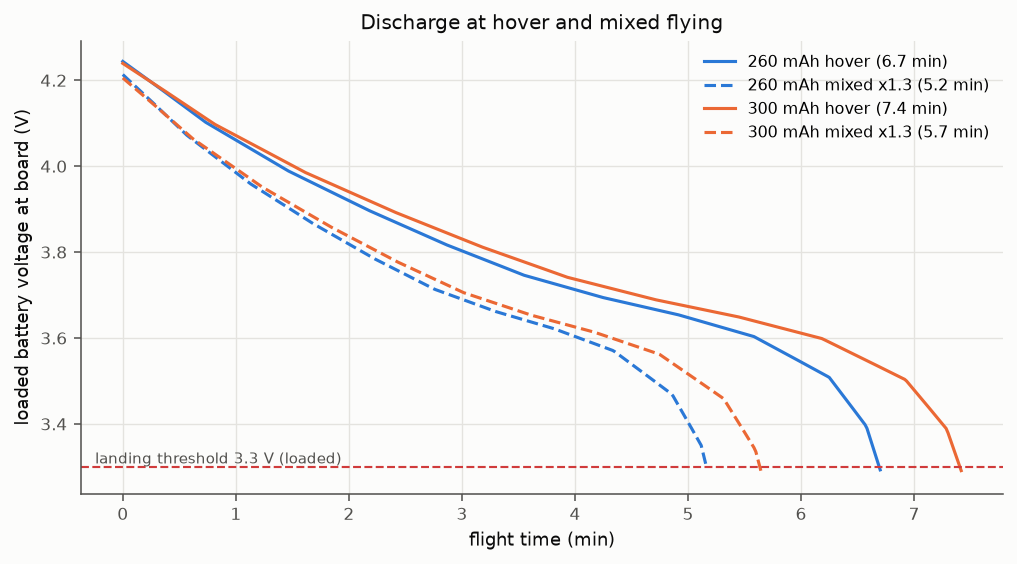 Discharge at hover and mixed flying
260 mAh hover (6.7 min)
260 mAh mixed x1.3 (5.2 min)
300 mAh hover (7.4 min)
300 mAh mixed x1.3 (5.7 min)
loaded battery voltage at board (V)
4.2
4.0
3.8
3.6
3.4
landing threshold 3.3 V (loaded)
0 1 2 3 4 5 6 7
flight time (min)